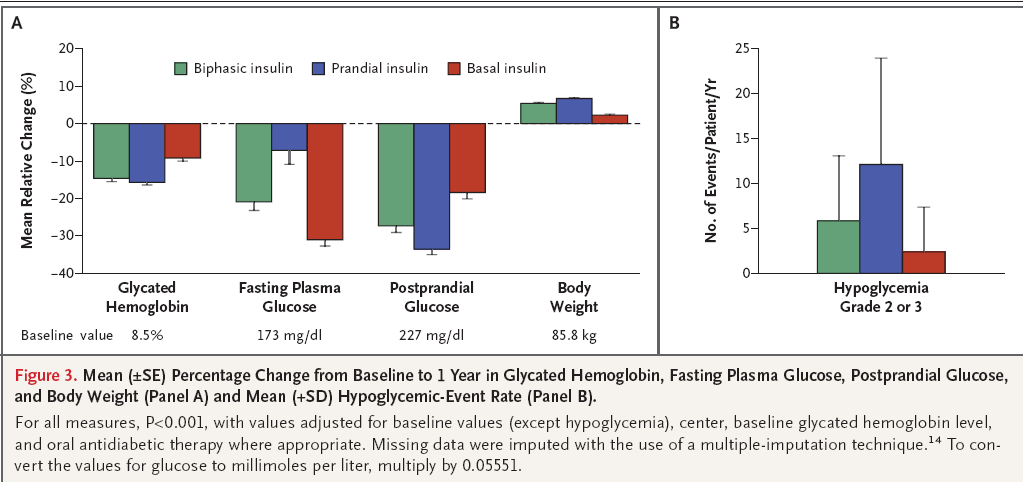 A
B
Mean Relative Change (%)
20
10
0
−10
−20
−30
−40
Biphasic insulin Prandial insulin Basal insulin
Glycated Hemoglobin
Fasting Plasma Glucose
Postprandial Glucose
Body Weight
Baseline value 8.5% 173 mg/dl 227 mg/dl 85.8 kg
No. of Events/Patient/Yr
25
20
15
10
5
0
Hypoglycemia
Grade 2 or 3
Figure 3. Mean (±SE) Percentage Change from Baseline to 1 Year in Glycated Hemoglobin, Fasting Plasma Glucose, Postprandial Glucose,
and Body Weight (Panel A) and Mean (+SD) Hypoglycemic-Event Rate (Panel B).
For all measures, P<0.001, with values adjusted for baseline values (except hypoglycemia), center, baseline glycated hemoglobin level,
and oral antidiabetic therapy where appropriate. Missing data were imputed with the use of a multiple-imputation technique.14 To con-
vert the values for glucose to millimoles per liter, multiply by 0.05551.